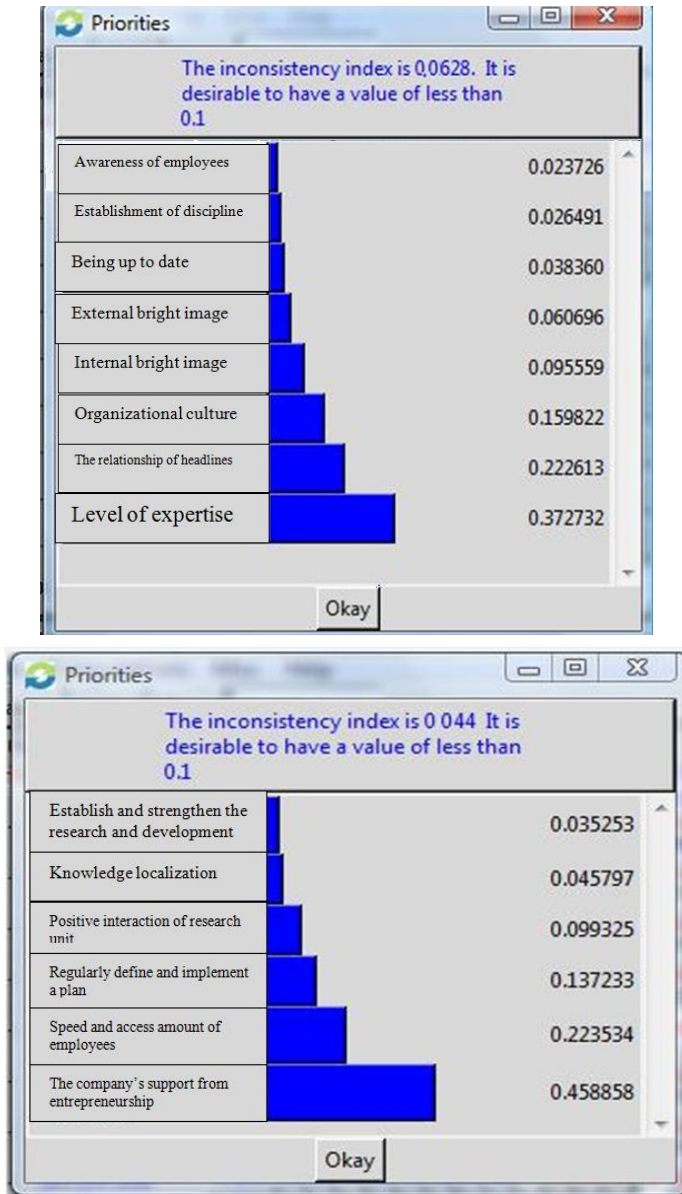 Priorities
The inconsistency index is 0,0628. It is
desirable to have a value of less than
0.1
Awareness of employees 0.023726
Establishment of discipline 0.026491
Being up to date 0.038360
External bright image 0.060696
Internal bright image 0.095559
Organizational culture 0.159822
The relationship of headlines 0.222613
Level of expertise 0.372732
Okay
Priorities
The inconsistency index is 0 044 It is
desirable to have a value of less than
0.1
Establish and strengthen the
research and development 0.035253
Knowledge localization 0.045797
Positive interaction of research
unit 0.099325
Regularly define and implement
a plan 0.137233
Speed and access amount of
employees 0.223534
The company’s support from
entrepreneurship 0.458858
Okay